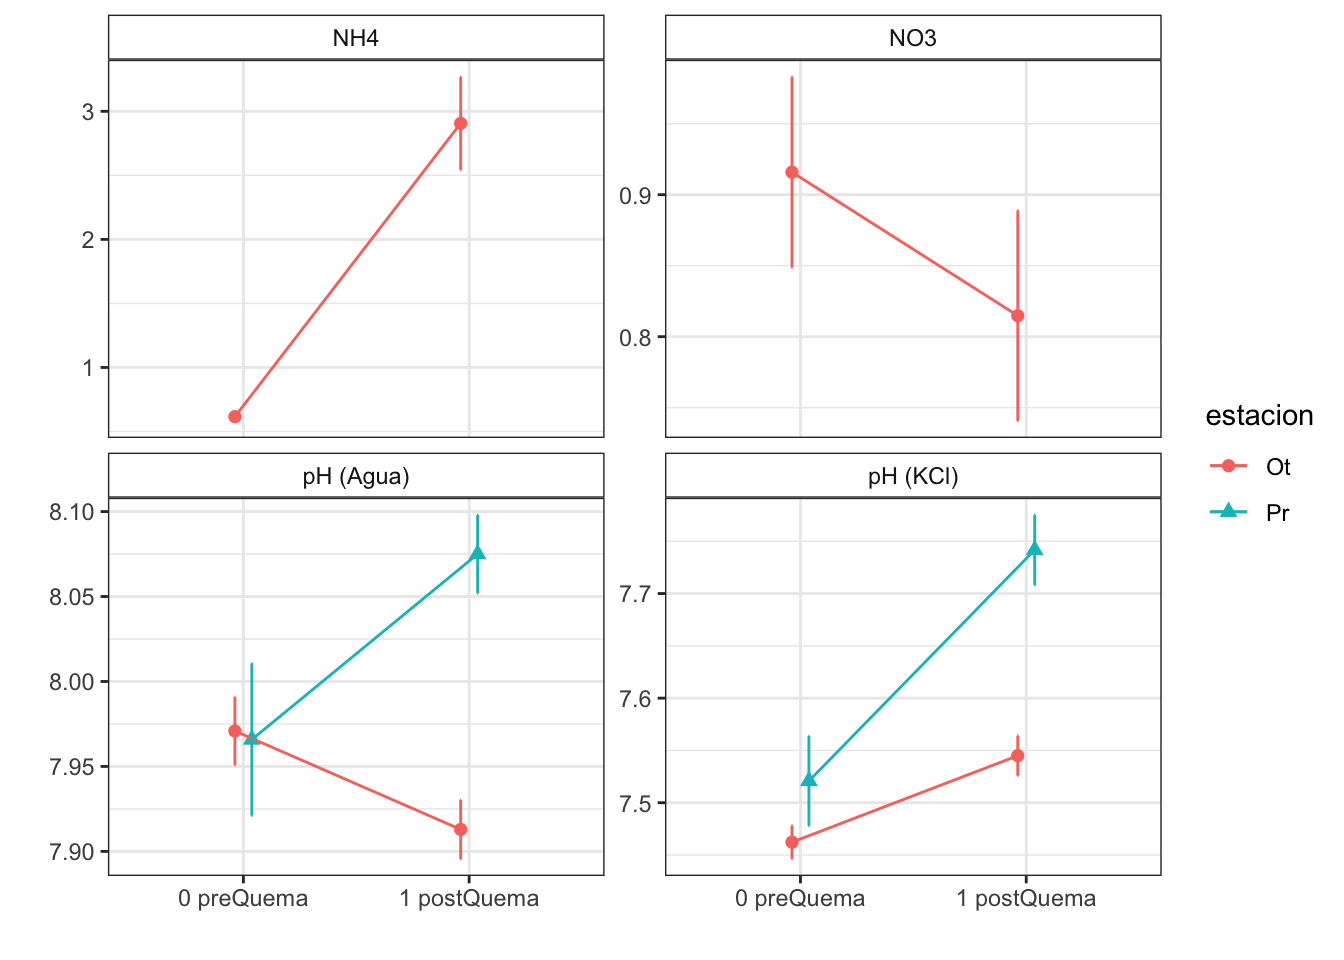 NH4
NO3
3
2
1
0.9
0.8
pH (Agua)
pH (KCl)
8.10
8.05
8.00
7.95
7.90
7.7
7.6
7.5
0 preQuema
1 postQuema
0 preQuema
1 postQuema
estacion
Ot
Pr